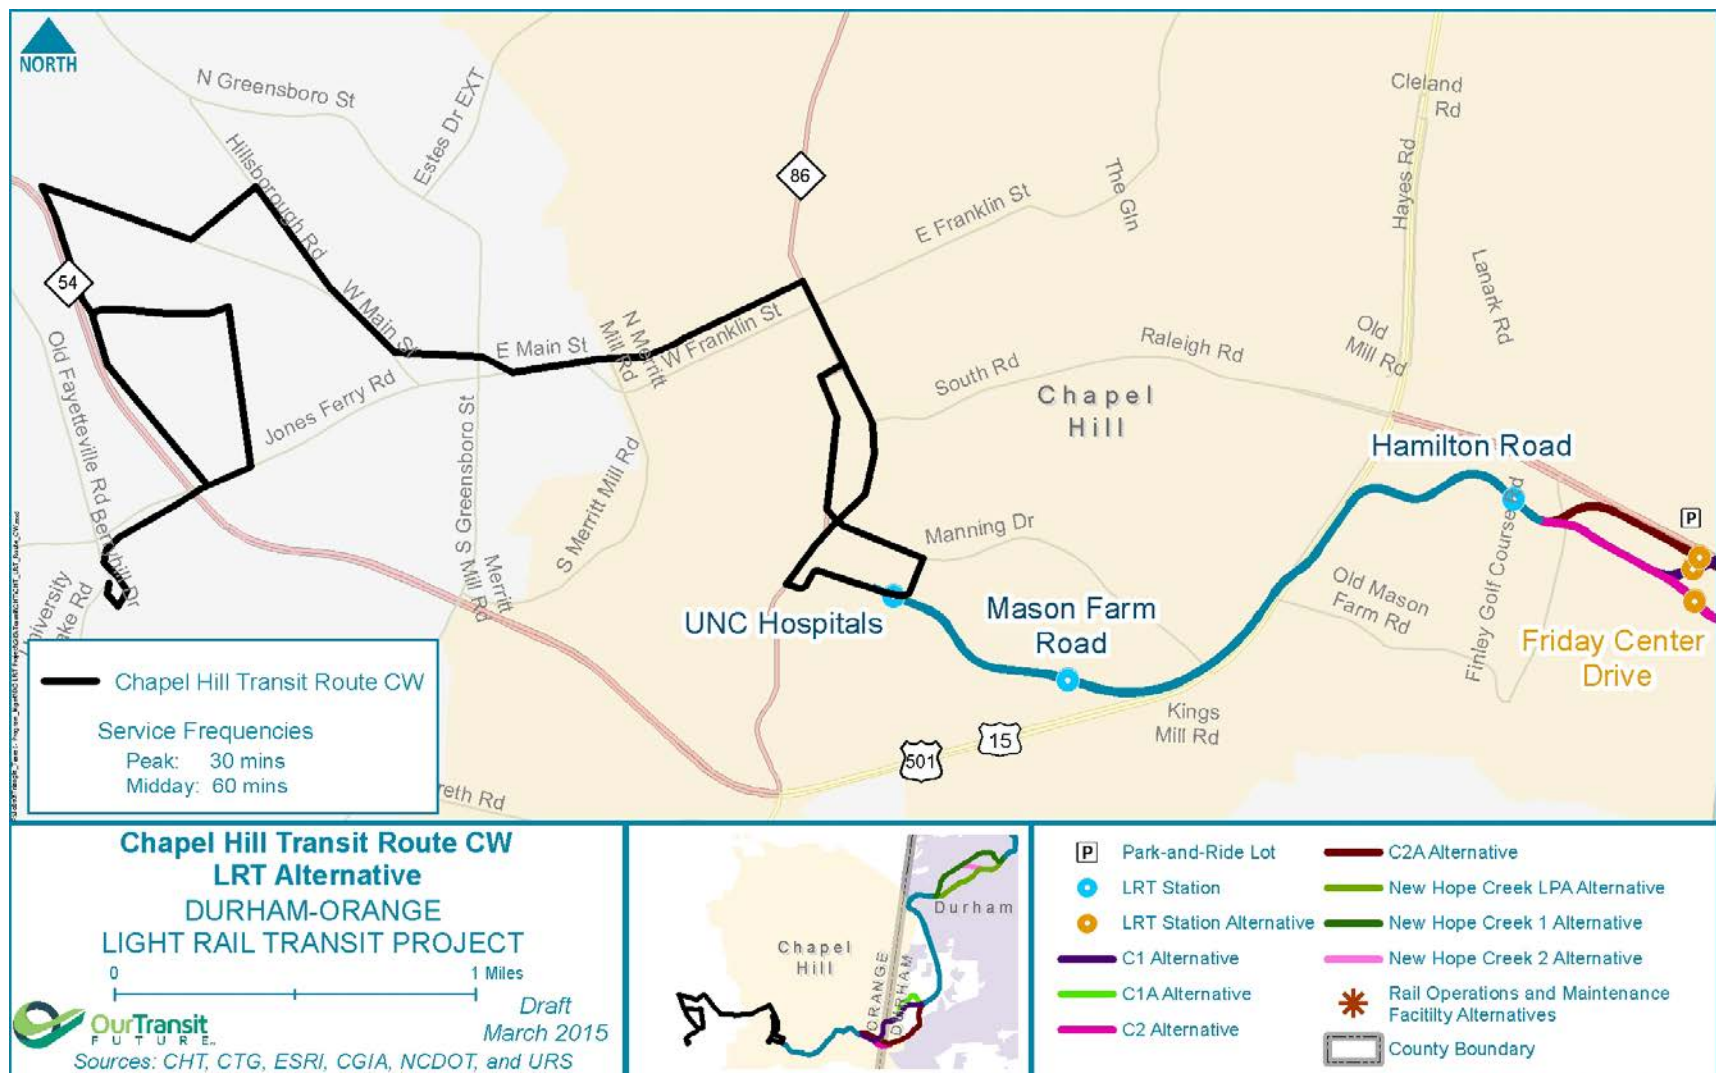 NORTH
N Greensboro St
Estes Dr EXT
Hillsborough Rd
86
The Gln
Cleland
Rd
Hayes Rd
E Franklin St
Lanark Rd
54
W Main St
E Main St
N Merritt
Mill Rd
W Franklin St
Old
Mill Rd
Raleigh Rd
South Rd
Chapel
Hill
Old Fayetteville Rd
Jones Ferry Rd
S Greensboro St
S Merritt Mill Rd
Hamilton Road
P
Manning Dr
Berryhill Dr
Merritt
Mill Rd
UNC Hospitals
Mason Farm
Road
Old Mason
Farm Rd
Finley Golf Course Rd
Friday Center
Drive
Kings
Mill Rd
15
501
Chapel Hill Transit Route CW
Service Frequencies
Peak: 30 mins
Midday: 60 mins
reth Rd
Chapel Hill Transit Route CW
LRT Alternative
DURHAM-ORANGE
LIGHT RAIL TRANSIT PROJECT
0 1 Miles
Draft
March 2015
OurTransit
FUTURE
Sources: CHT, CTG, ESRI, CGIA, NCDOT, and URS
Durham
Chapel
Hill
ORANGE
DURHAM
P Park-and-Ride Lot
LRT Station
LRT Station Alternative
C1 Alternative
C1A Alternative
C2 Alternative
C2A Alternative
New Hope Creek LPA Alternative
New Hope Creek 1 Alternative
New Hope Creek 2 Alternative
Rail Operations and Maintenance
Facilty Alternatives
County Boundary